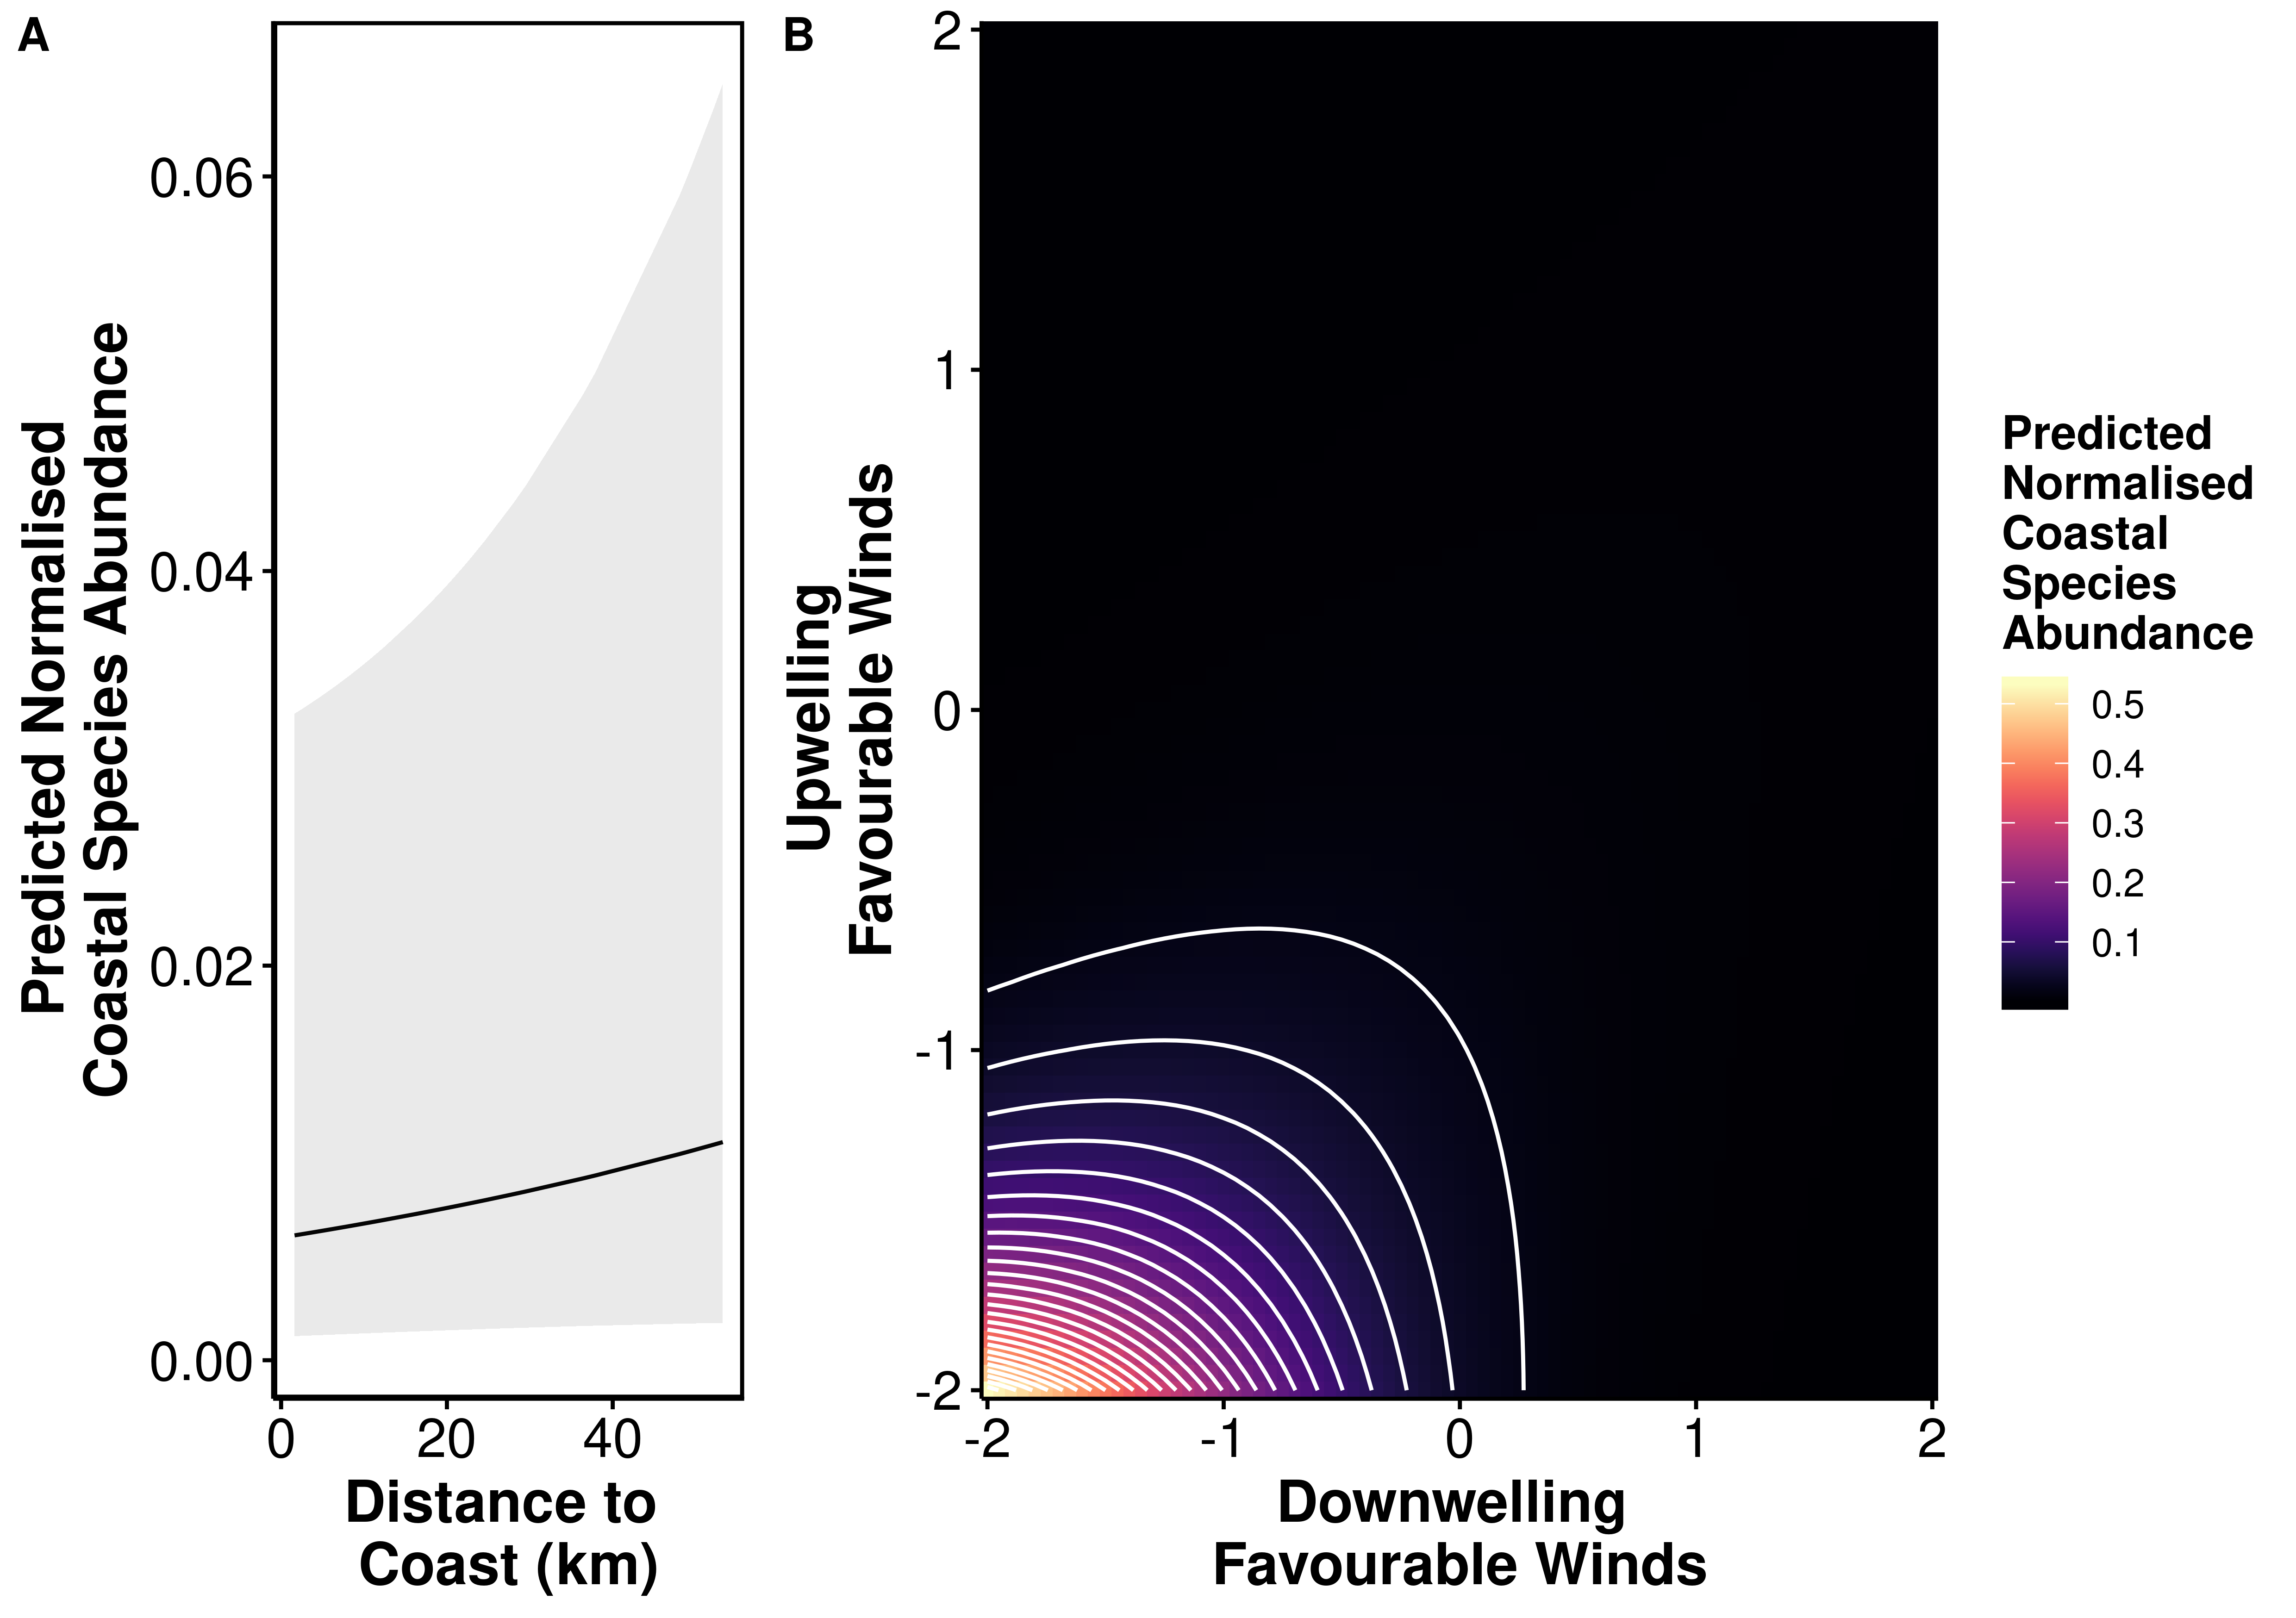 A
Predicted Normalised
Coastal Species Abundance
0.06
0.04
0.02
0.00
0 20 40
Distance to
Coast (km)
B
Upwelling
Favourable Winds
2
1
0
-1
-2
-2 -1 0 1 2
Downwelling
Favourable Winds
Predicted
Normalised
Coastal
Species
Abundance
0.5
0.4
0.3
0.2
0.1